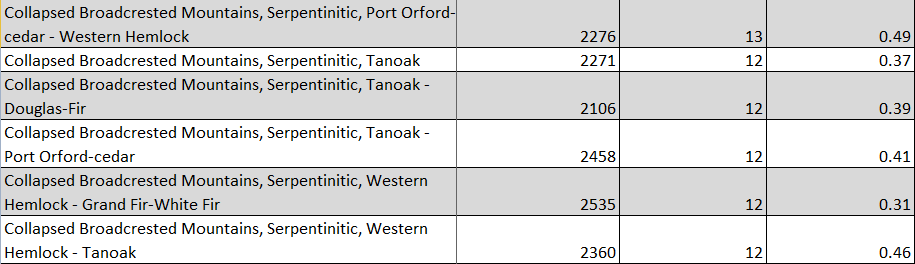 Collapsed Broadcrested Mountains, Serpentinitic, Port Orford-
cedar - Western Hemlock 2276 13 0.49
Collapsed Broadcrested Mountains, Serpentinitic, Tanoak 2271 12 0.37
Collapsed Broadcrested Mountains, Serpentinitic, Tanoak -
Douglas-Fir 2106 12 0.39
Collapsed Broadcrested Mountains, Serpentinitic, Tanoak -
Port Orford-cedar 2458 12 0.41
Collapsed Broadcrested Mountains, Serpentinitic, Western
Hemlock - Grand Fir-White Fir 2535 12 0.31
Collapsed Broadcrested Mountains, Serpentinitic, Western
Hemlock - Tanoak 2360 12 0.46